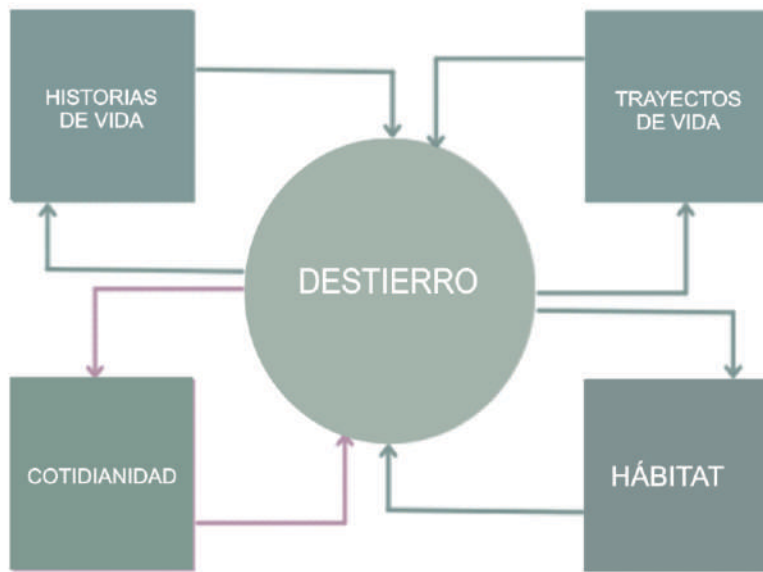 HISTORIAS
DE VIDA
TRAYECTOS
DE VIDA
DESTIERRO
COTIDIANIDAD
HÁBITAT